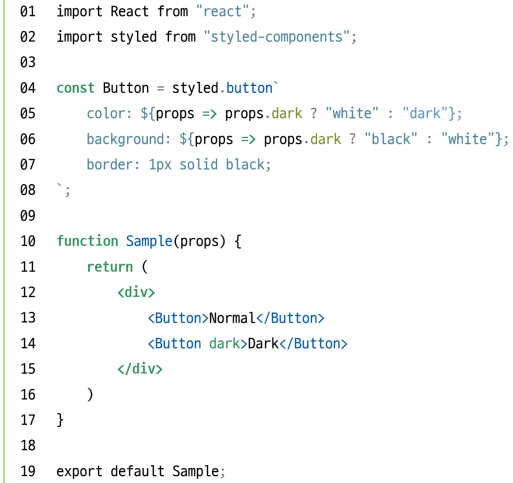 01 import React from "react";
02 import styled from "styled-components";
03
04 const Button = styled.button`
05     color: ${props => props.dark ? "white" : "dark"};
06     background: ${props => props.dark ? "black" : "white"};
07     border: 1px solid black;
08 `;
09
10 function Sample(props) {
11     return (
12         <div>
13             <Button>Normal</Button>
14             <Button dark>Dark</Button>
15         </div>
16     )
17 }
18
19 export default Sample;